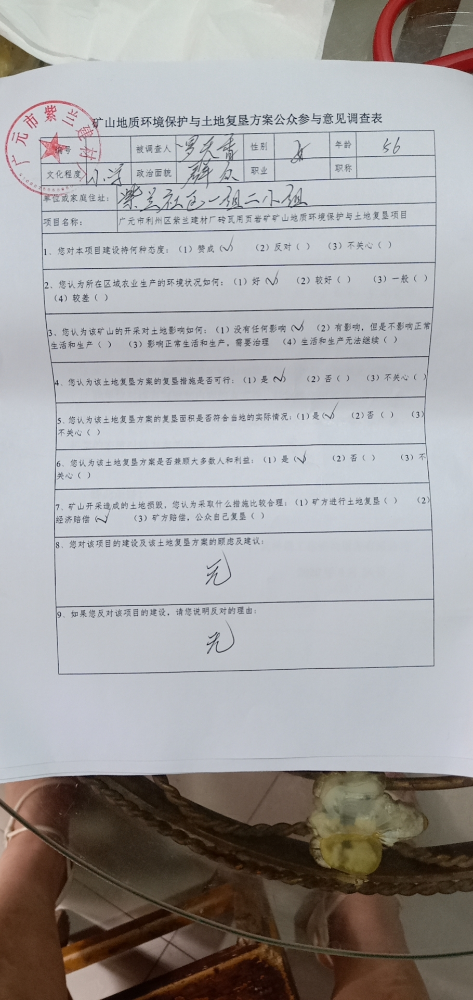 广元市紫兰建材厂
矿山地质环境保护与土地复垦方案公众参与意见调查表
编号 被调查人 罗天香 性别 女 年龄 56
文化程度 小学 政治面貌 群众 职业 职称
单位或家庭住址: 紫兰社区一组二小组
项目名称: 广元市利州区紫兰建材厂砖瓦用页岩矿矿山地质环境保护与土地复垦项目
1、您对本项目建设持何种态度:(1)赞成(√) (2)反对( ) (3)不关心( )
2、您认为所在区域农业生产的环境状况如何:(1)好(√) (2)较好( ) (3)一般( )
(4)较差( )
3、您认为该矿山的开采对土地影响如何:(1)没有任何影响(√) (2)有影响,但是不影响正常
生活和生产( ) (3)影响正常生活和生产,需要治理 (4)生活和生产无法继续( )
4、您认为该土地复垦方案的复垦措施是否可行:(1)是(√) (2)否( ) (3)不关心( )
5、您认为该土地复垦方案的复垦面积是否符合当地的实际情况:(1)是(√) (2)否( ) (3)
不关心( )
6、您认为该土地复垦方案是否兼顾大多数人和利益:(1)是(√) (2)否( ) (3)不
关心( )
7、矿山开采造成的土地损毁,您认为采取什么措施比较合理:(1)矿方进行土地复垦( ) (2)
经济赔偿(√) (3)矿方赔偿,公众自己复垦( )
8、您对该项目的建设及该土地复垦方案的顾虑及建议:
无
9、如果您反对该项目的建设,请您说明反对的理由:
无